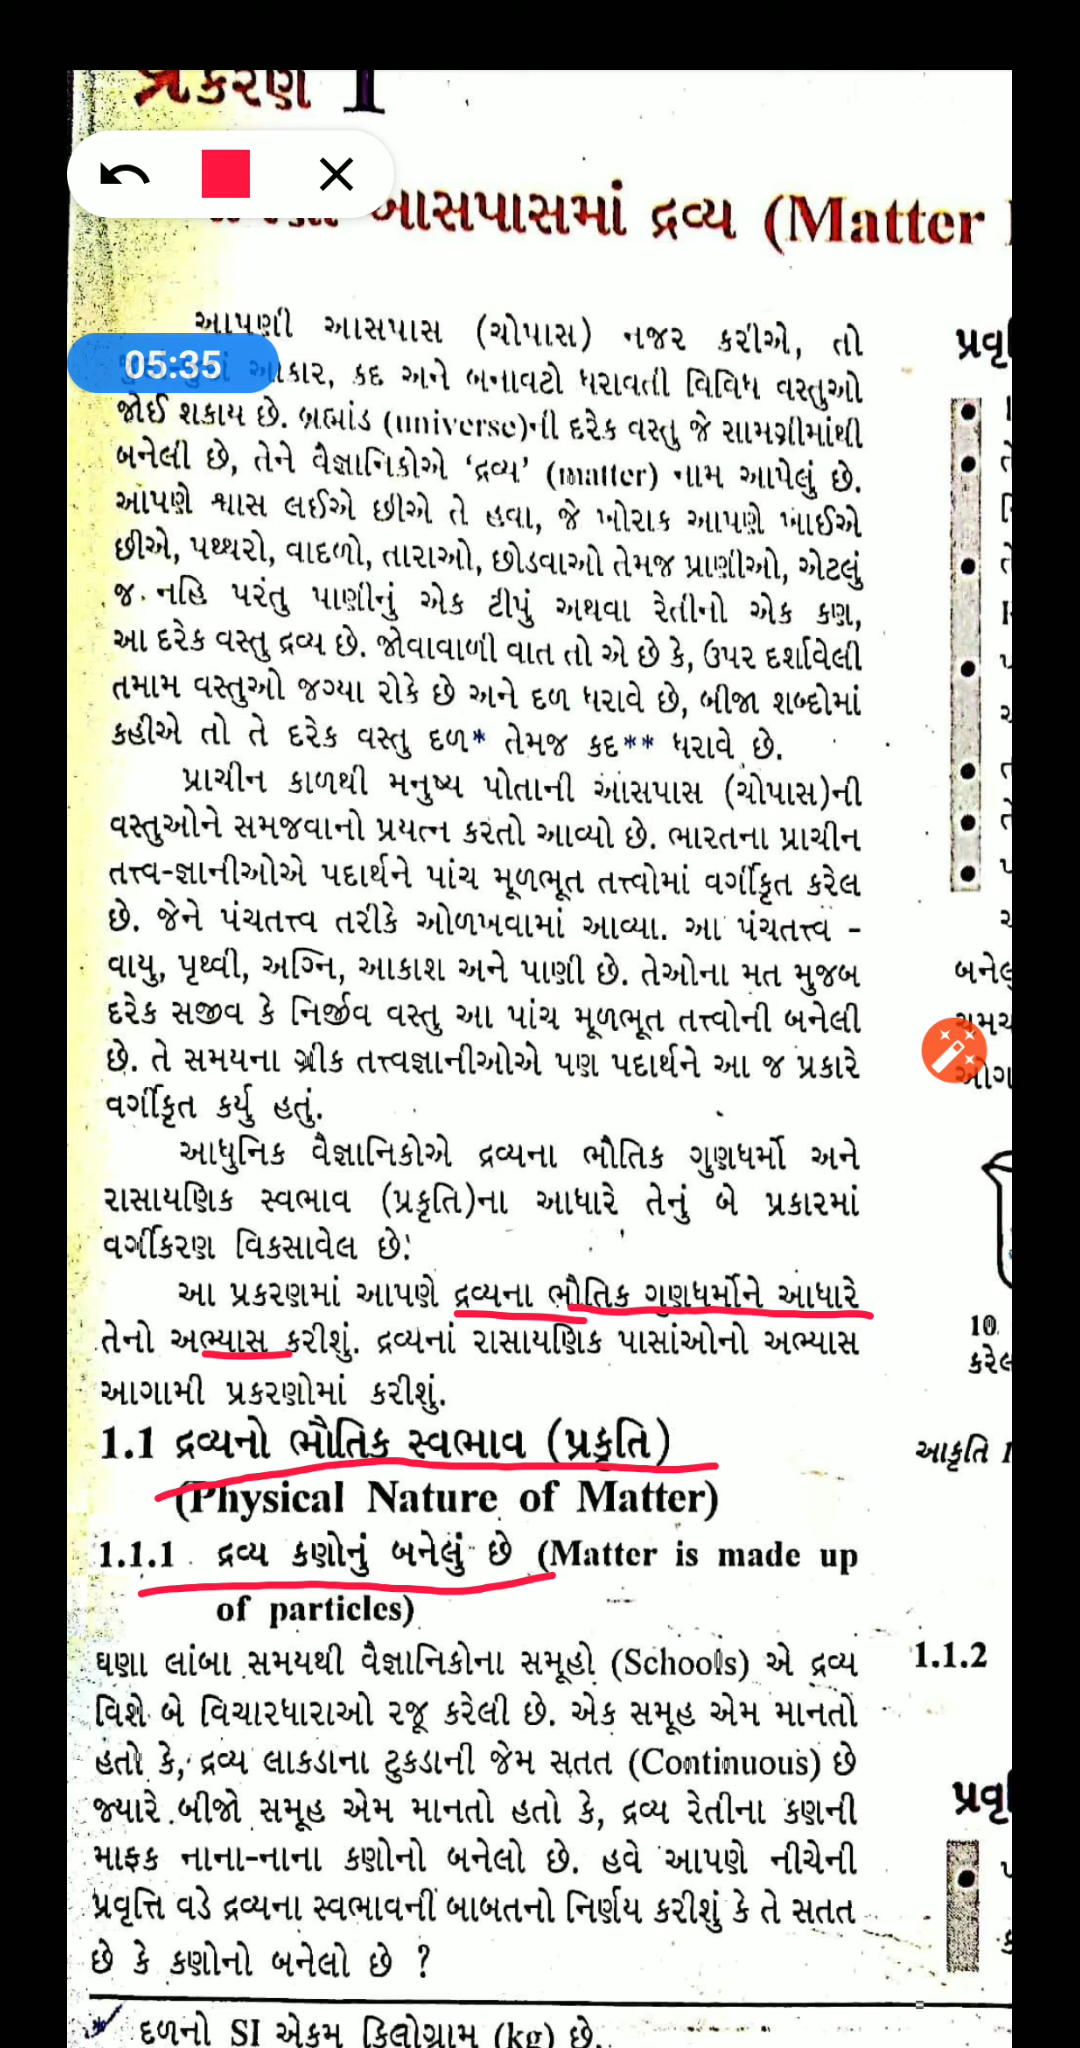 પ્રકરણ 1
આસપાસમાં દ્રવ્ય (Matter
આપણી આસપાસ (ચોપાસ) નજર કરીએ, તો
05:35
આકાર, કદ અને બનાવટો ધરાવતી વિવિધ વસ્તુઓ
જોઈ શકાય છે. બ્રહ્માંડ (universe)ની દરેક વસ્તુ જે સામગ્રીમાંથી
બનેલી છે, તેને વૈજ્ઞાનિકોએ ‘દ્રવ્ય’ (matter) નામ આપેલું છે.
આપણે શ્વાસ લઈએ છીએ તે હવા, જે ખોરાક આપણે ખાઈએ
છીએ, પથ્થરો, વાદળો, તારાઓ, છોડવાઓ તેમજ પ્રાણીઓ, એટલું
જ નહિ પરંતુ પાણીનું એક ટીપું અથવા રેતીનો એક કણ,
આ દરેક વસ્તુ દ્રવ્ય છે. જોવાવાળી વાત તો એ છે કે, ઉપર દર્શાવેલી
તમામ વસ્તુઓ જગ્યા રોકે છે અને દળ ધરાવે છે, બીજા શબ્દોમાં
કહીએ તો તે દરેક વસ્તુ દળ* તેમજ કદ** ધરાવે છે.
પ્રાચીન કાળથી મનુષ્ય પોતાની આસપાસ (ચોપાસ)ની
વસ્તુઓને સમજવાનો પ્રયત્ન કરતો આવ્યો છે. ભારતના પ્રાચીન
તત્ત્વ-જ્ઞાનીઓએ પદાર્થને પાંચ મૂળભૂત તત્ત્વોમાં વર્ગીકૃત કરેલ
છે. જેને પંચતત્ત્વ તરીકે ઓળખવામાં આવ્યા. આ પંચતત્ત્વ -
વાયુ, પૃથ્વી, અગ્નિ, આકાશ અને પાણી છે. તેઓના મત મુજબ
દરેક સજીવ કે નિર્જીવ વસ્તુ આ પાંચ મૂળભૂત તત્ત્વોની બનેલી
છે. તે સમયના ગ્રીક તત્ત્વજ્ઞાનીઓએ પણ પદાર્થને આ જ પ્રકારે
વર્ગીકૃત કર્યુ હતું.
આધુનિક વૈજ્ઞાનિકોએ દ્રવ્યના ભૌતિક ગુણધર્મો અને
રાસાયણિક સ્વભાવ (પ્રકૃતિ)ના આધારે તેનું બે પ્રકારમાં
વર્ગીકરણ વિકસાવેલ છે.
આ પ્રકરણમાં આપણે દ્રવ્યના ભૌતિક ગુણધર્મોને આધારે
તેનો અભ્યાસ કરીશું. દ્રવ્યનાં રાસાયણિક પાસાંઓનો અભ્યાસ
આગામી પ્રકરણોમાં કરીશું.
1.1 દ્રવ્યનો ભૌતિક સ્વભાવ (પ્રકૃતિ)
(Physical Nature of Matter)
1.1.1 દ્રવ્ય કણોનું બનેલું છે (Matter is made up
of particles)
ઘણા લાંબા સમયથી વૈજ્ઞાનિકોના સમૂહો (Schools) એ દ્રવ્ય
વિશે બે વિચારધારાઓ રજૂ કરેલી છે. એક સમૂહ એમ માનતો
હતો કે, દ્રવ્ય લાકડાના ટુકડાની જેમ સતત (Continuous) છે
જ્યારે બીજો સમૂહ એમ માનતો હતો કે, દ્રવ્ય રેતીના કણની
માફક નાના-નાના કણોનો બનેલો છે. હવે આપણે નીચેની
પ્રવૃત્તિ વડે દ્રવ્યના સ્વભાવની બાબતનો નિર્ણય કરીશું કે તે સતત
છે કે કણોનો બનેલો છે ?
* દળનો SI એકમ કિલોગ્રામ (kg) છે.
10
આકૃતિ
1.1.2